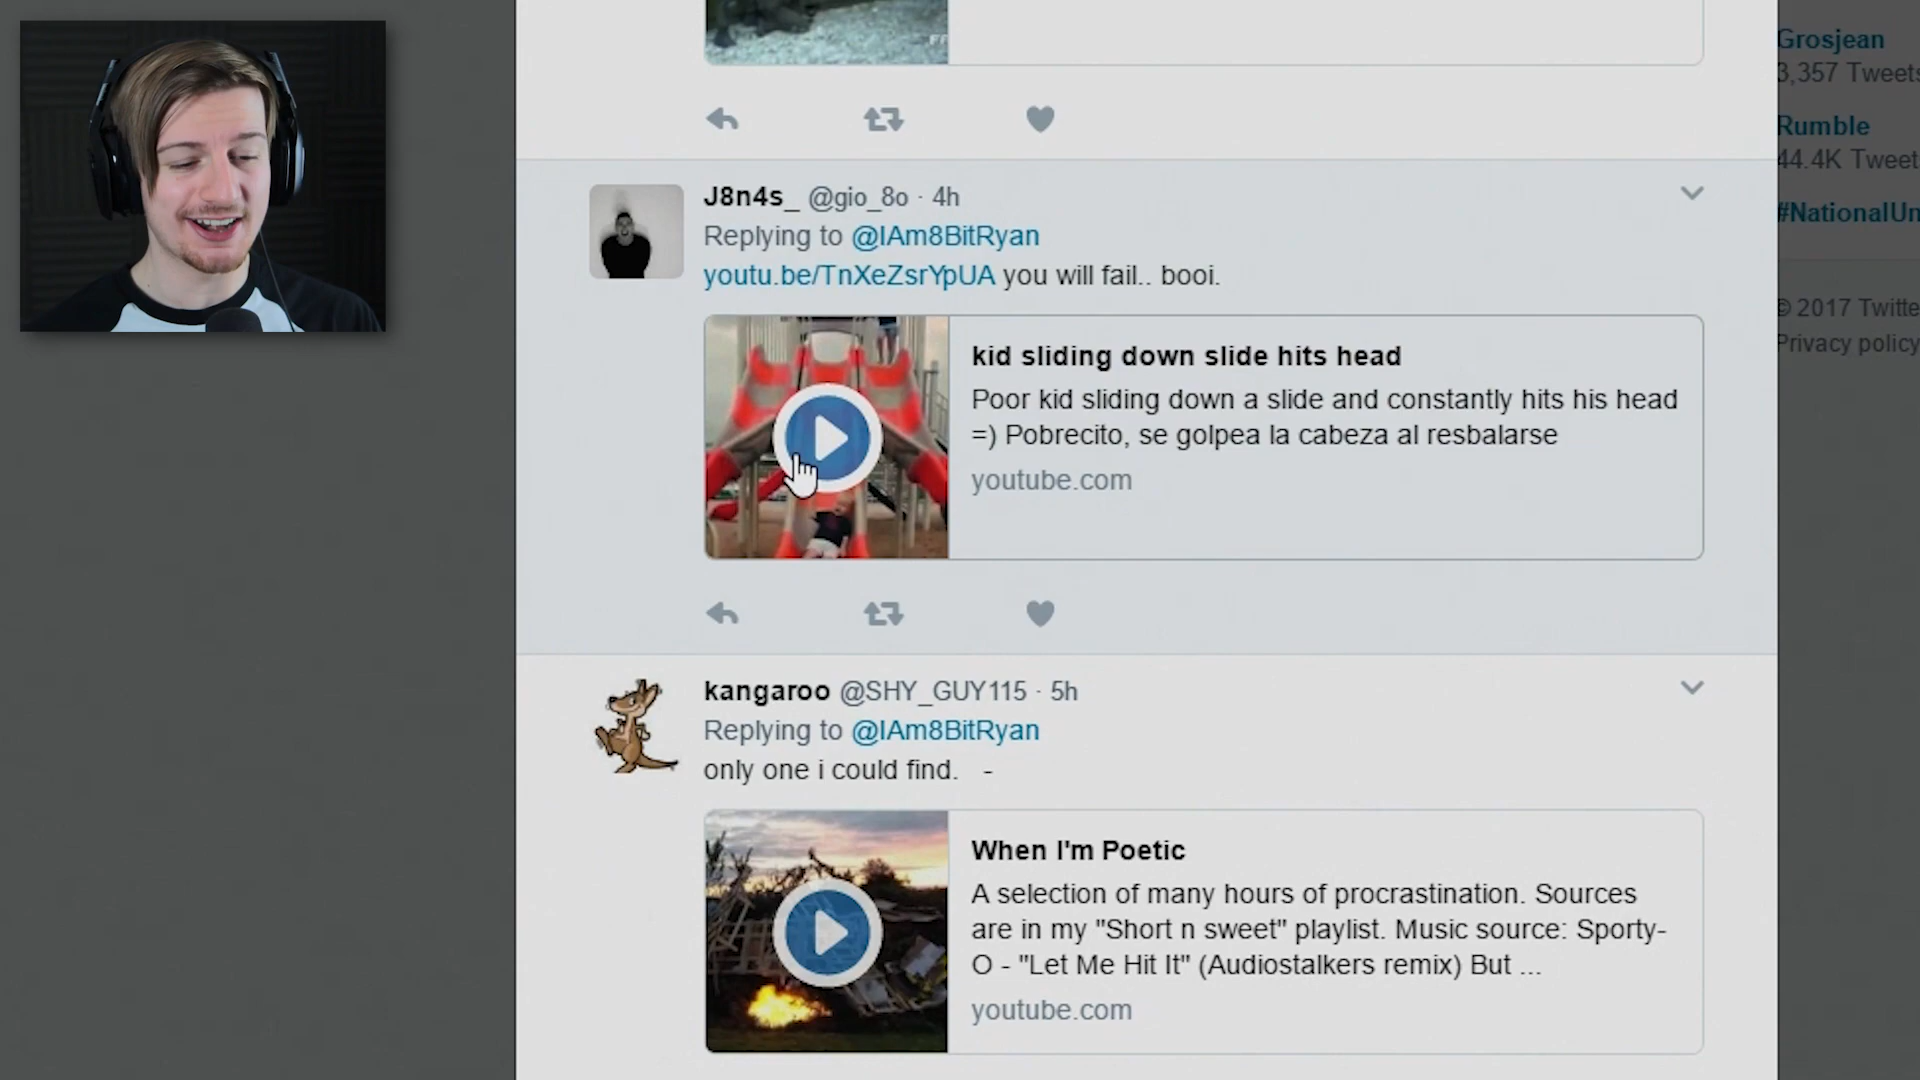 Grosjean
3,357 Tweets
Rumble
44.4K Tweet
#NationalUn
© 2017 Twitte
Privacy policy
J8n4s_ @gio_8o · 4h
Replying to @IAm8BitRyan
youtu.be/TnXeZsrYpUA you will fail.. booi.
kid sliding down slide hits head
Poor kid sliding down a slide and constantly hits his head
=) Pobrecito, se golpea la cabeza al resbalarse
youtube.com
kangaroo @SHY_GUY115 · 5h
Replying to @IAm8BitRyan
only one i could find. -
When I'm Poetic
A selection of many hours of procrastination. Sources
are in my "Short n sweet" playlist. Music source: Sporty-
O - "Let Me Hit It" (Audiostalkers remix) But ...
youtube.com